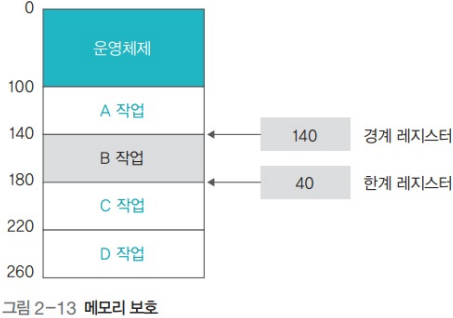 0
운영체제
100
A 작업
140
140 경계 레지스터
B 작업
180
40 한계 레지스터
C 작업
220
D 작업
260
그림 2-13 메모리 보호